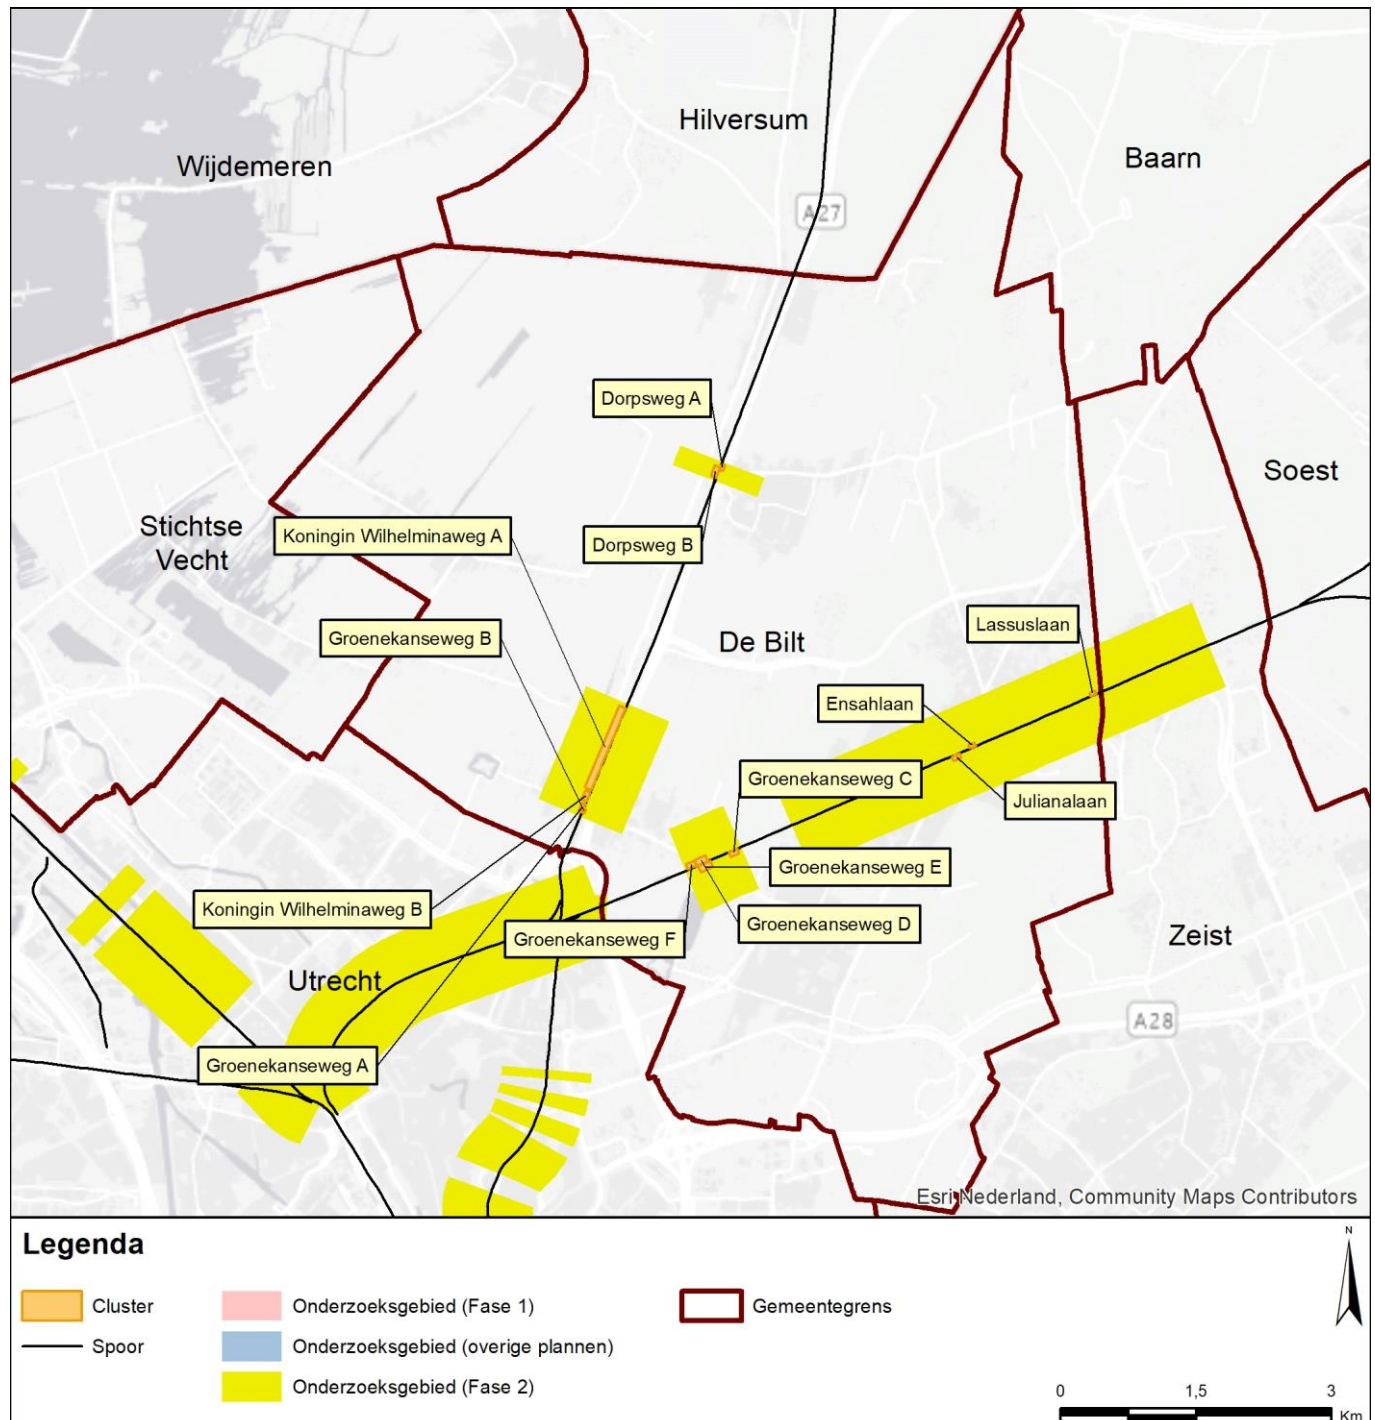 Hilversum
Wijdemeren
Baarn
A27
Dorpsweg A
Soest
Stichtse
Vecht
Koningin Wilhelminaweg A
Dorpsweg B
Groenekanseweg B
De Bilt
Lassuslaan
Ensahlaan
Groenekanseweg C
Julianalaan
Groenekanseweg E
Koningin Wilhelminaweg B
Groenekanseweg D
Groenekanseweg F
Zeist
Utrecht
A28
Groenekanseweg A
Esri Nederland, Community Maps Contributors
Legenda
N
Cluster
Onderzoeksgebied (Fase 1)
Gemeentegrens
Spoor
Onderzoeksgebied (overige plannen)
Onderzoeksgebied (Fase 2)
0 1,5 3
Km